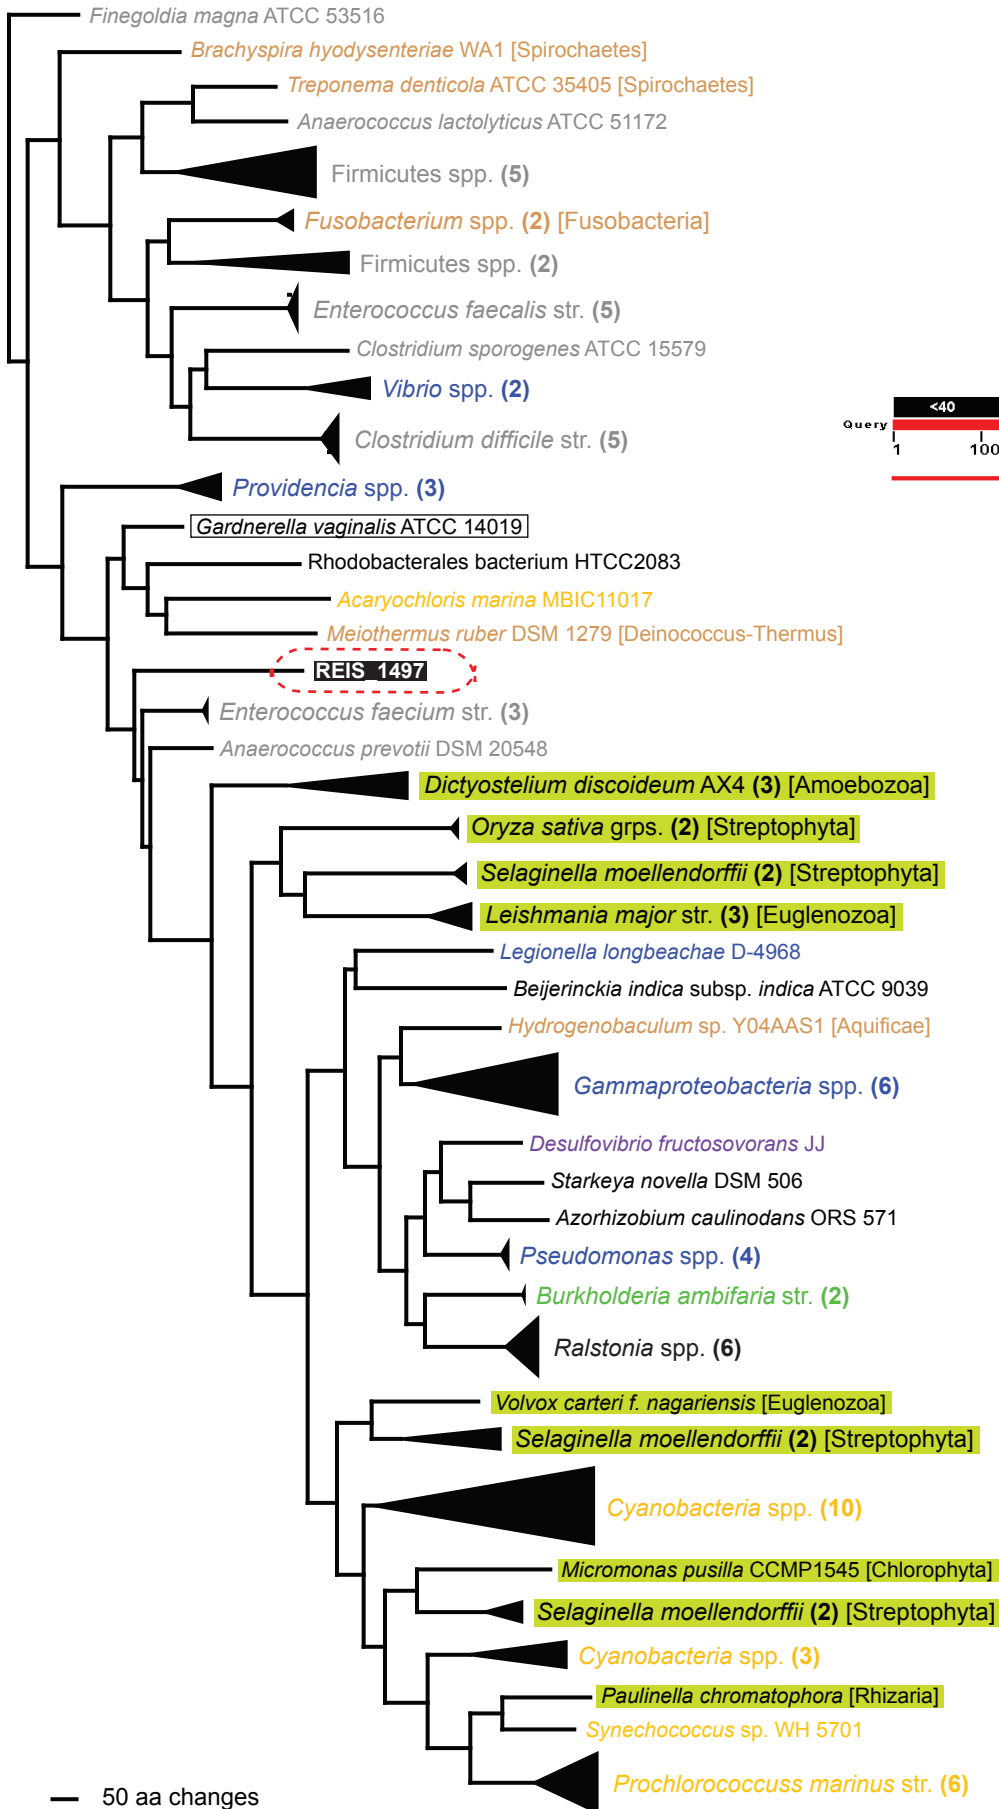 Finegoldia magna ATCC 53516
Brachyspira hyodysenteriae WA1 [Spirochaetes]
Treponema denticola ATCC 35405 [Spirochaetes]
Anaerococcus lactolyticus ATCC 51172
Firmicutes spp. (5)
Fusobacterium spp. (2) [Fusobacteria]
Firmicutes spp. (2)
Enterococcus faecalis str. (5)
Clostridium sporogenes ATCC 15579
Vibrio spp. (2)
<40
Query
1 100
Clostridium difficile str. (5)
Providencia spp. (3)
Gardnerella vaginalis ATCC 14019
Rhodobacterales bacterium HTCC2083
Acaryochloris marina MBIC11017
Meiothermus ruber DSM 1279 [Deinococcus-Thermus]
REIS_1497
Enterococcus faecium str. (3)
Anaerococcus prevotii DSM 20548
Dictyostelium discoideum AX4 (3) [Amoebozoa]
Oryza sativa grps. (2) [Streptophyta]
Selaginella moellendorffii (2) [Streptophyta]
Leishmania major str. (3) [Euglenozoa]
Legionella longbeachae D-4968
Beijerinckia indica subsp. indica ATCC 9039
Hydrogenobaculum sp. Y04AAS1 [Aquificae]
Gammaproteobacteria spp. (6)
Desulfovibrio fructosovorans JJ
Starkeya novella DSM 506
Azorhizobium caulinodans ORS 571
Pseudomonas spp. (4)
Burkholderia ambifaria str. (2)
Ralstonia spp. (6)
Volvox carteri f. nagariensis [Euglenozoa]
Selaginella moellendorffii (2) [Streptophyta]
Cyanobacteria spp. (10)
Micromonas pusilla CCMP1545 [Chlorophyta]
Selaginella moellendorffii (2) [Streptophyta]
Cyanobacteria spp. (3)
Paulinella chromatophora [Rhizaria]
Synechococcus sp. WH 5701
Prochlorococcuss marinus str. (6)
50 aa changes